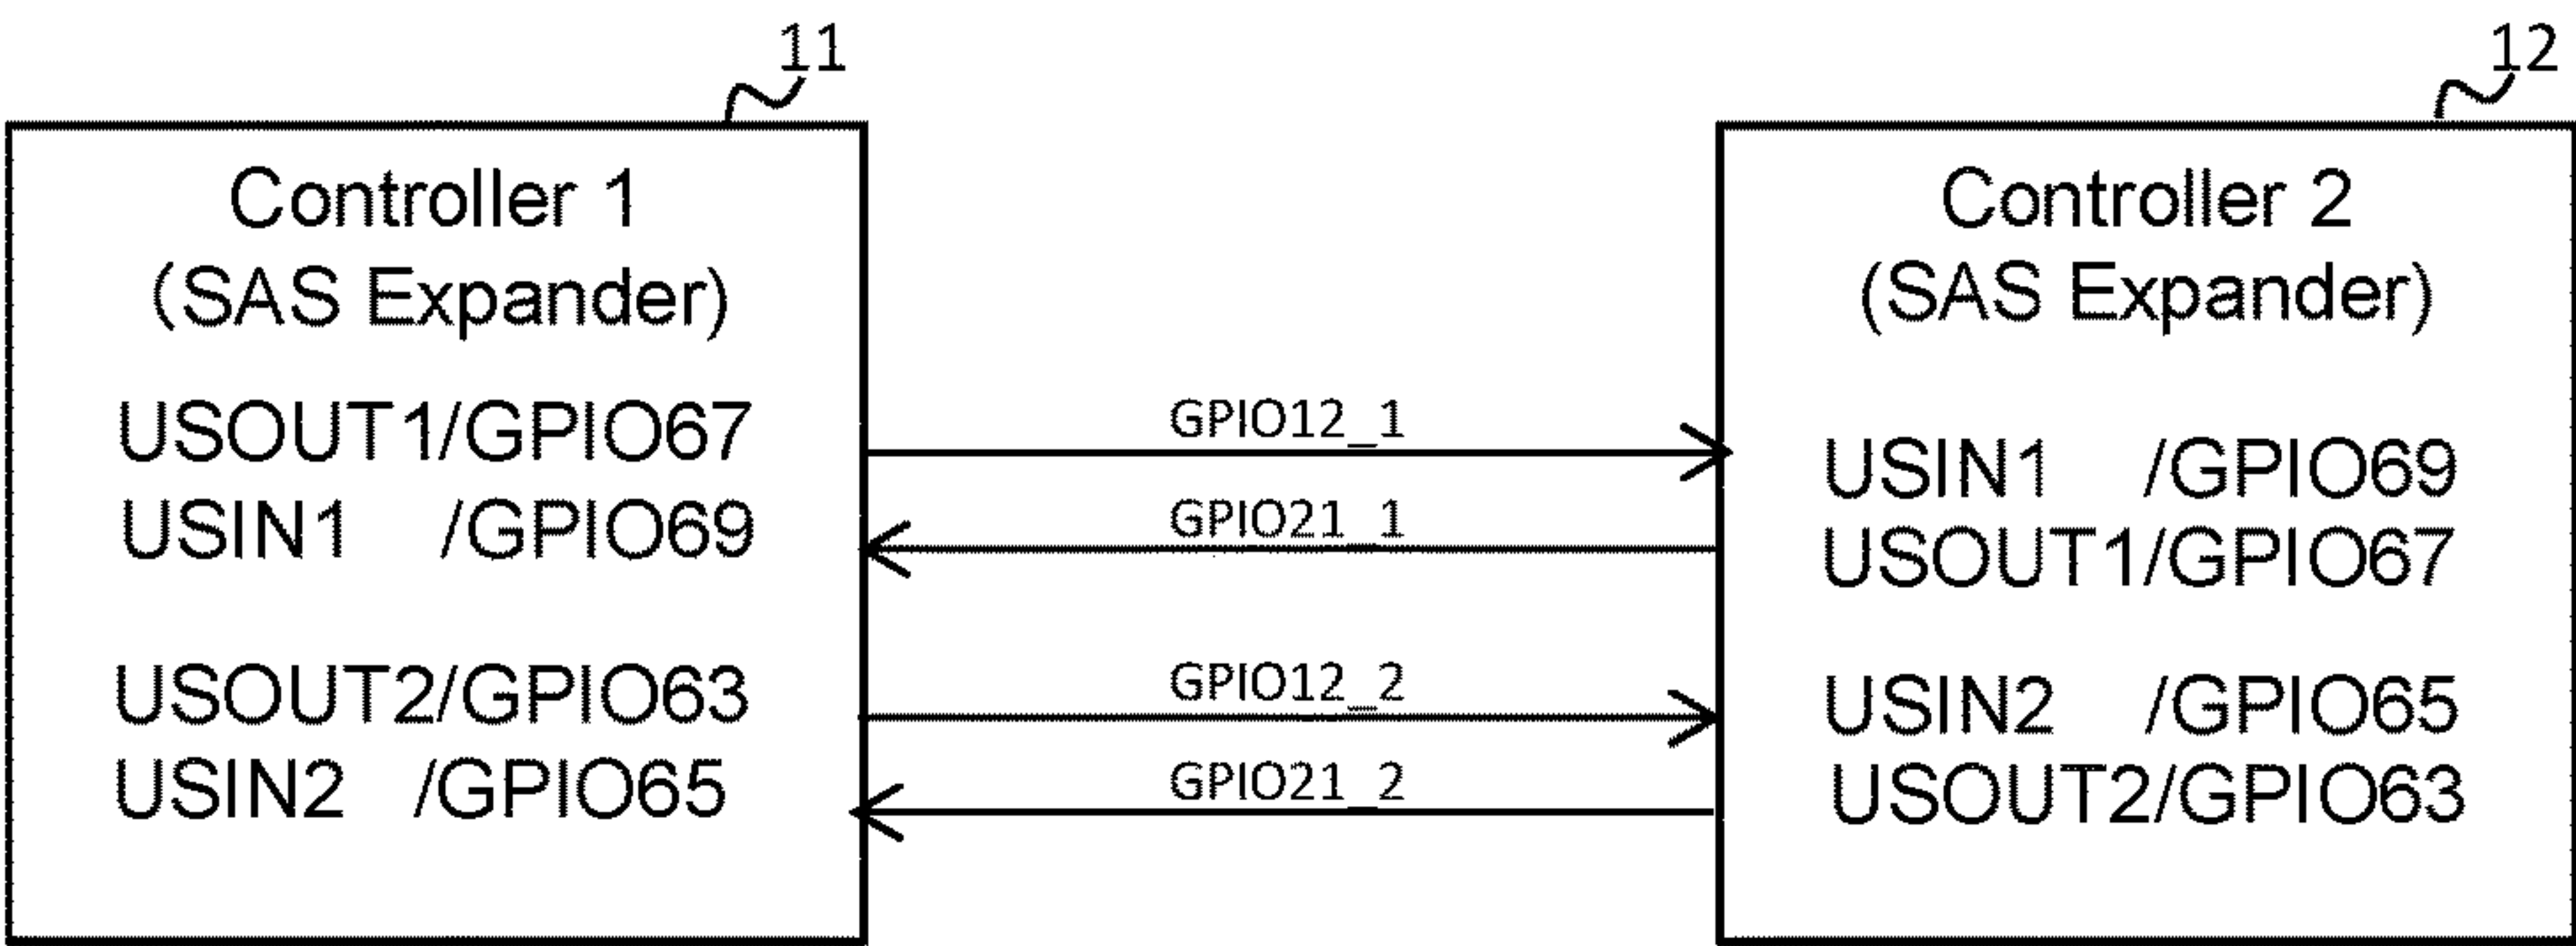 11
12
Controller 1
(SAS Expander)
USOUT1/GPIO67
USIN1 /GPIO69
USOUT2/GPIO63
USIN2 /GPIO65
GPIO12_1
GPIO21_1
GPIO12_2
GPIO21_2
Controller 2
(SAS Expander)
USIN1 /GPIO69
USOUT1/GPIO67
USIN2 /GPIO65
USOUT2/GPIO63